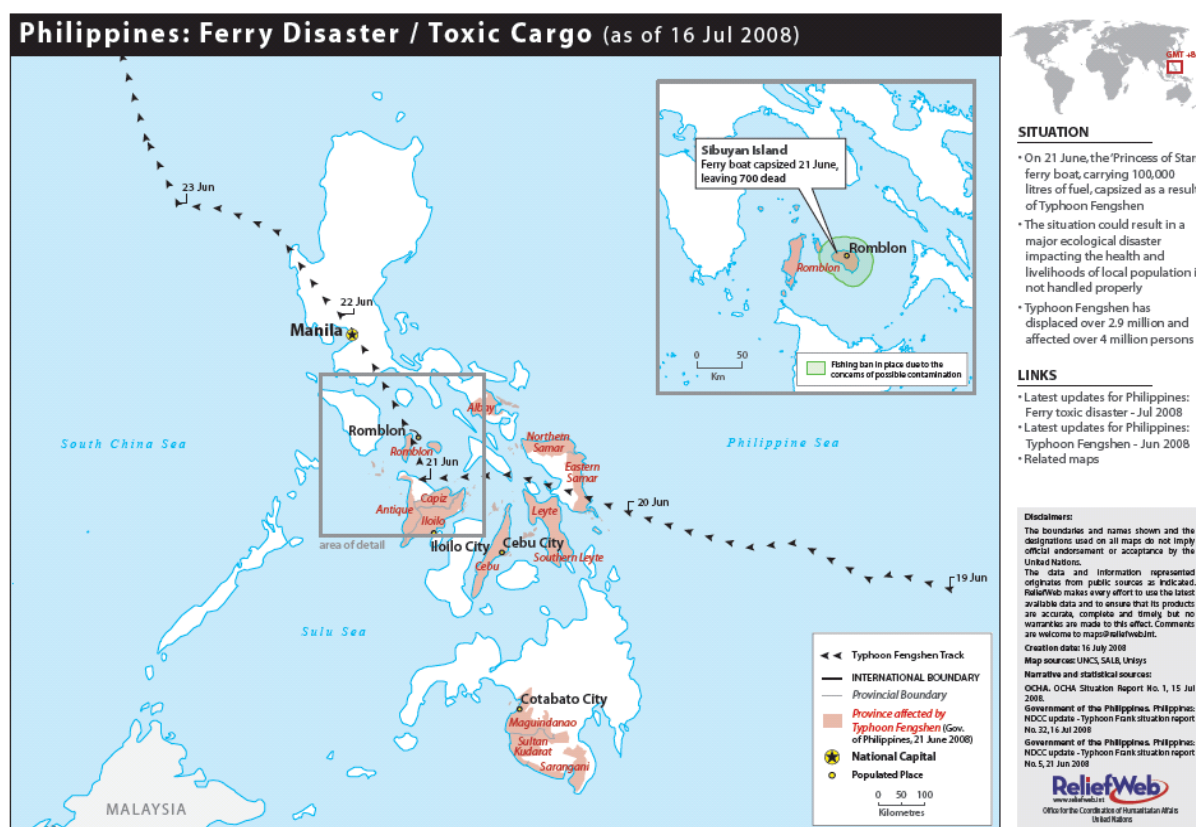 Philippines: Ferry Disaster / Toxic Cargo (as of 16 Jul 2008)
23 Jun
22 Jun
Manila
Romblon
Romblon
21 Jun
Albay
Northern
Samar
Eastern
Samar
20 Jun
19 Jun
Capiz
Antique
Iloilo
Leyte
Iloilo City
Cebu City
Cebu
Southern Leyte
area of detail
South China Sea
Philippine Sea
Sulu Sea
Cotabato City
Maguindanao
Sultan
Kudarat
Sarangani
MALAYSIA
Sibuyan Island
Ferry boat capsized 21 June,
leaving 700 dead
Romblon
Romblon
0 50
Km
Fishing ban in place due to the
concerns of possible contamination
Typhoon Fengshen Track
INTERNATIONAL BOUNDARY
Provincial Boundary
Province affected by
Typhoon Fengshen (Gov.
of Philippines, 21 June 2008)
National Capital
Populated Place
0 50 100
Kilometres
GMT +8
SITUATION
• On 21 June, the 'Princess of Star
ferry boat, carrying 100,000
litres of fuel, capsized as a result
of Typhoon Fengshen
• The situation could result in a
major ecological disaster
impacting the health and
livelihoods of local population i
not handled properly
• Typhoon Fengshen has
displaced over 2.9 million and
affected over 4 million persons
LINKS
• Latest updates for Philippines:
Ferry toxic disaster - Jul 2008
• Latest updates for Philippines:
Typhoon Fengshen - Jun 2008
• Related maps
Disclaimers:
The boundaries and names shown and the
designations used on all maps do not imply
official endorsement or acceptance by the
United Nations.
The data and information represented
originates from public sources as indicated.
ReliefWeb makes every effort to use the latest
available data and to ensure that its products
are accurate, complete and timely, but no
warranties are made to this effect. Comments
are welcome to maps@reliefweb.int.
Creation date: 16 July 2008
Map sources: UNCS, SALB, Unisys
Narrative and statistical sources:
OCHA. OCHA Situation Report No. 1, 15 Jul
2008.
Government of the Philippines. Philippines:
NDCC update - Typhoon Frank situation report
No. 32, 16 Jul 2008
Government of the Philippines. Philippines:
NDCC update - Typhoon Frank situation report
No. 5, 21 Jun 2008
ReliefWeb
www.reliefweb.int
Office for the Coordination of Humanitarian Affairs
United Nations